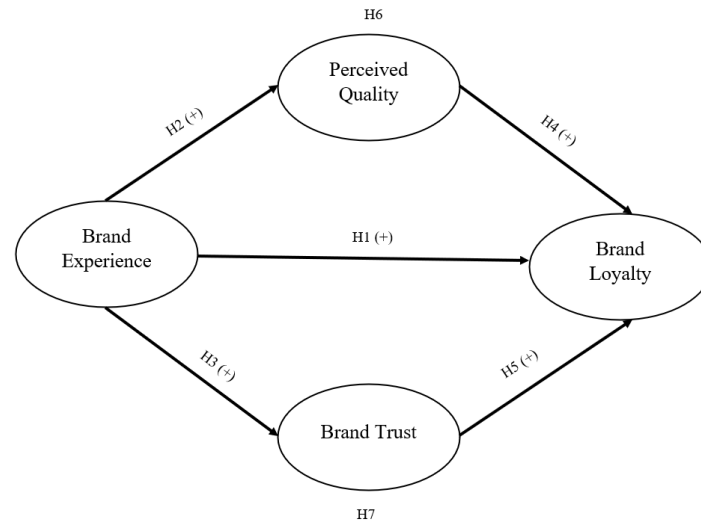 H6
Perceived
Quality
H2 (+)
H4 (+)
Brand
Experience
H1 (+)
Brand
Loyalty
H3 (+)
H5 (+)
Brand Trust
H7